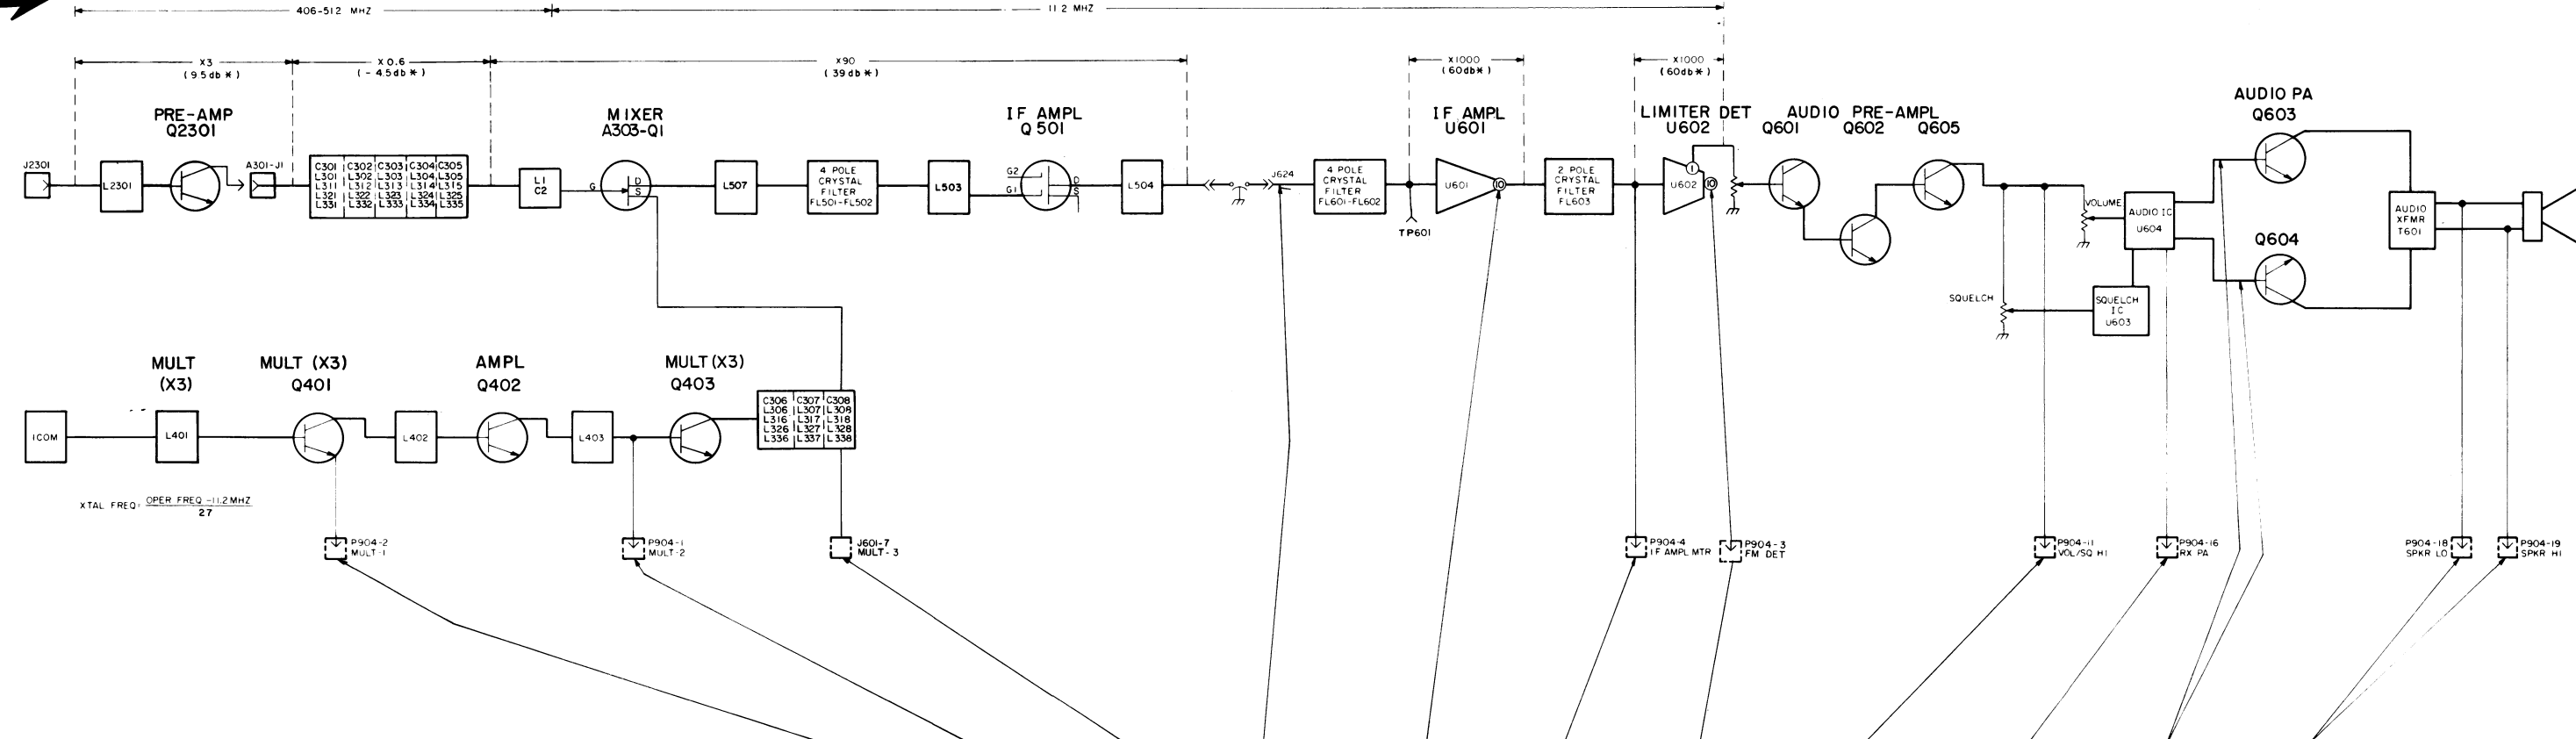 406-512 MHZ
11.2 MHZ
X3
(9.5db*)
X0.6
(-4.5db*)
X90
(39db*)
X1000
(60db*)
X1000
(60db*)
PRE-AMP
Q2301
MIXER
A303-Q1
IF AMPL
Q501
IF AMPL
U601
LIMITER DET
U602
AUDIO PRE-AMPL
Q601 Q602 Q605
AUDIO PA
Q603
J2301
L2301
A301-J1
C301 C302 C303 C304 C305
L301 L302 L303 L304 L305
L311 L312 L313 L314 L315
L321 L322 L323 L324 L325
L331 L332 L333 L334 L335
L1
C2
G
D
S
L507
4 POLE
CRYSTAL
FILTER
FL501-FL502
L503
G2
G1
D
S
L504
J624
4 POLE
CRYSTAL
FILTER
FL601-FL602
TP601
U601
10
2 POLE
CRYSTAL
FILTER
FL603
U602
1
10
VOLUME
AUDIO IC
U604
SQUELCH
SQUELCH
IC
U603
Q604
AUDIO
XFMR
T601
MULT
(X3)
MULT (X3)
Q401
AMPL
Q402
MULT (X3)
Q403
ICOM
L401
L402
L403
C306 C307 C308
L306 L307 L308
L316 L317 L318
L326 L327 L328
L336 L337 L338
XTAL FREQ: OPER FREQ -11.2MHZ
27
P904-2
MULT-1
P904-1
MULT-2
J601-7
MULT-3
P904-4
IF AMPL MTR
P904-3
FM DET
P904-11
VOL/SQ HI
P904-16
RX PA
P904-18
SPKR LO
P904-19
SPKR HI